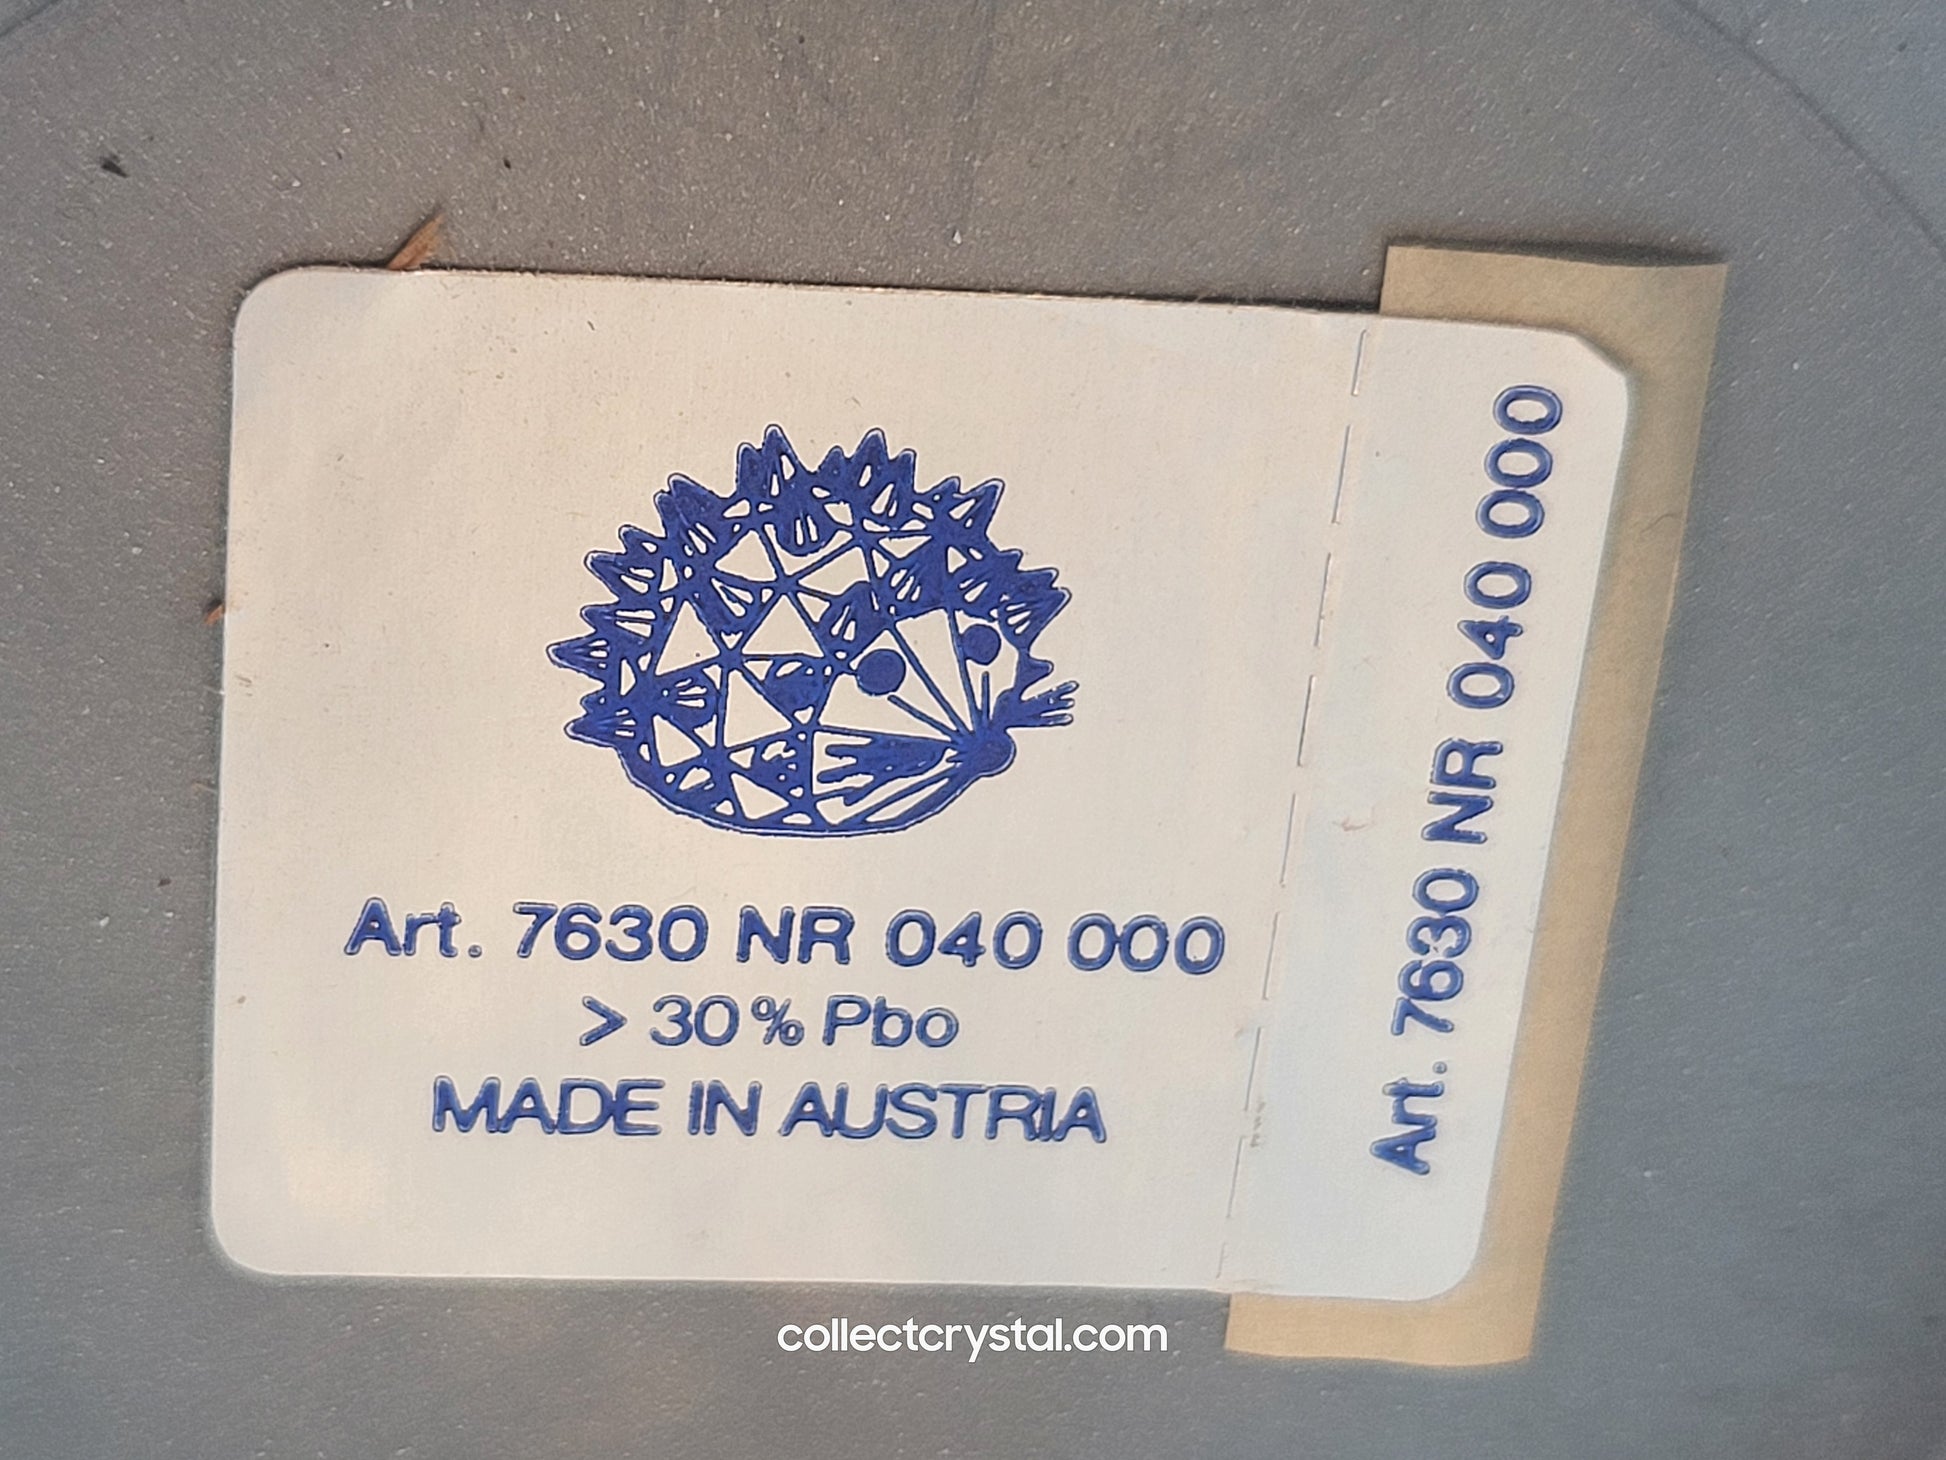 Art. 7630 NR 040 000
> 30% Pbo
MADE IN AUSTRIA
Art. 7630 NR 040 000
collectcrystal.com